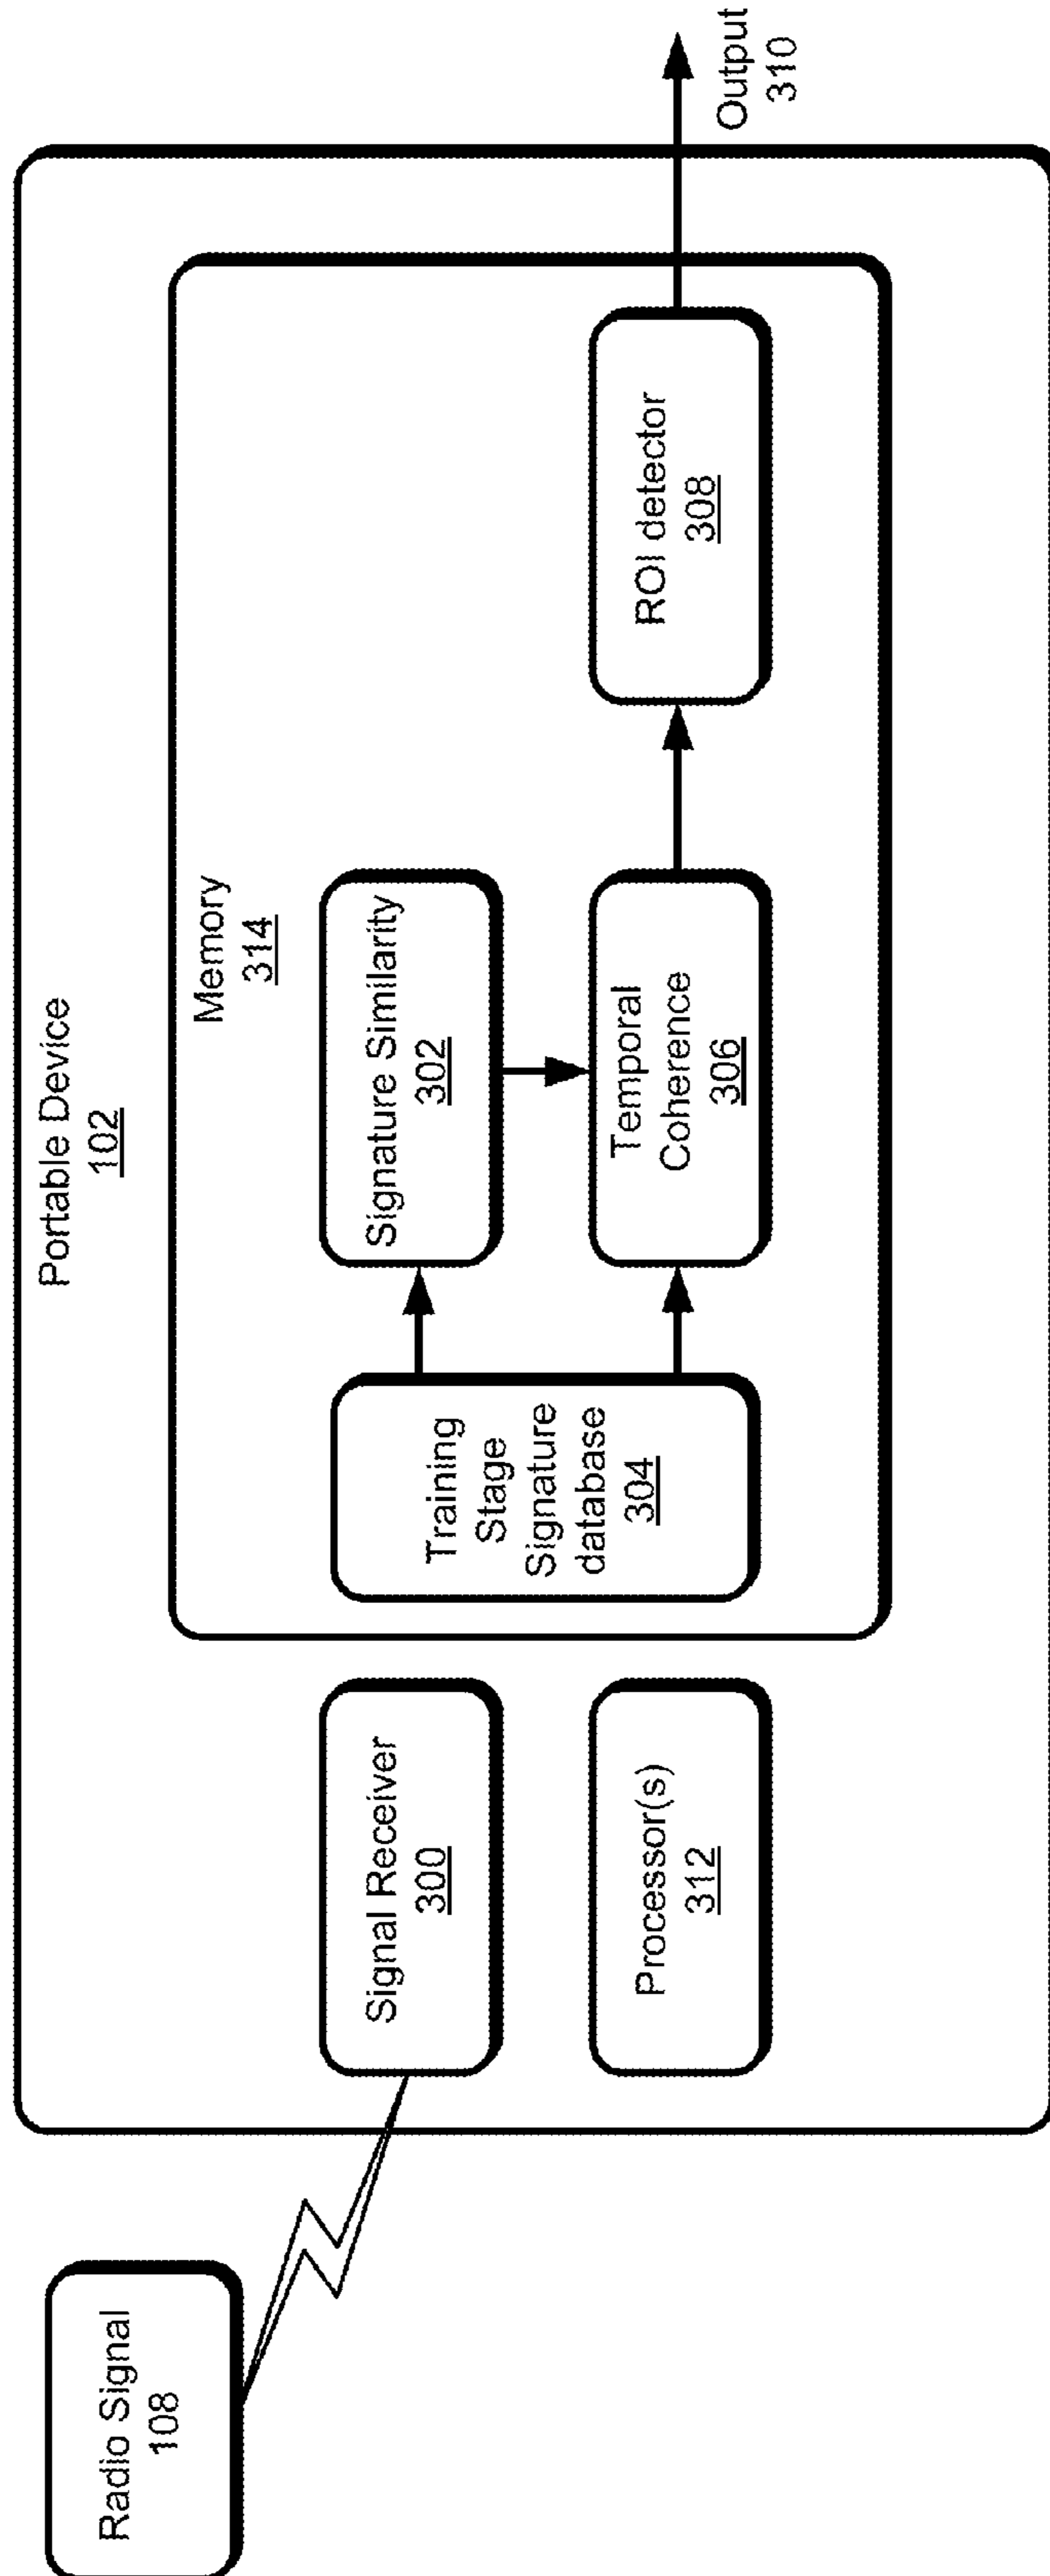 Portable Device
102
Radio Signal
108
Signal Receiver
300
Processor(s)
312
Memory
314
Training
Stage
Signature
database
304
Signature Similarity
302
Temporal
Coherence
306
ROI detector
308
Output
310